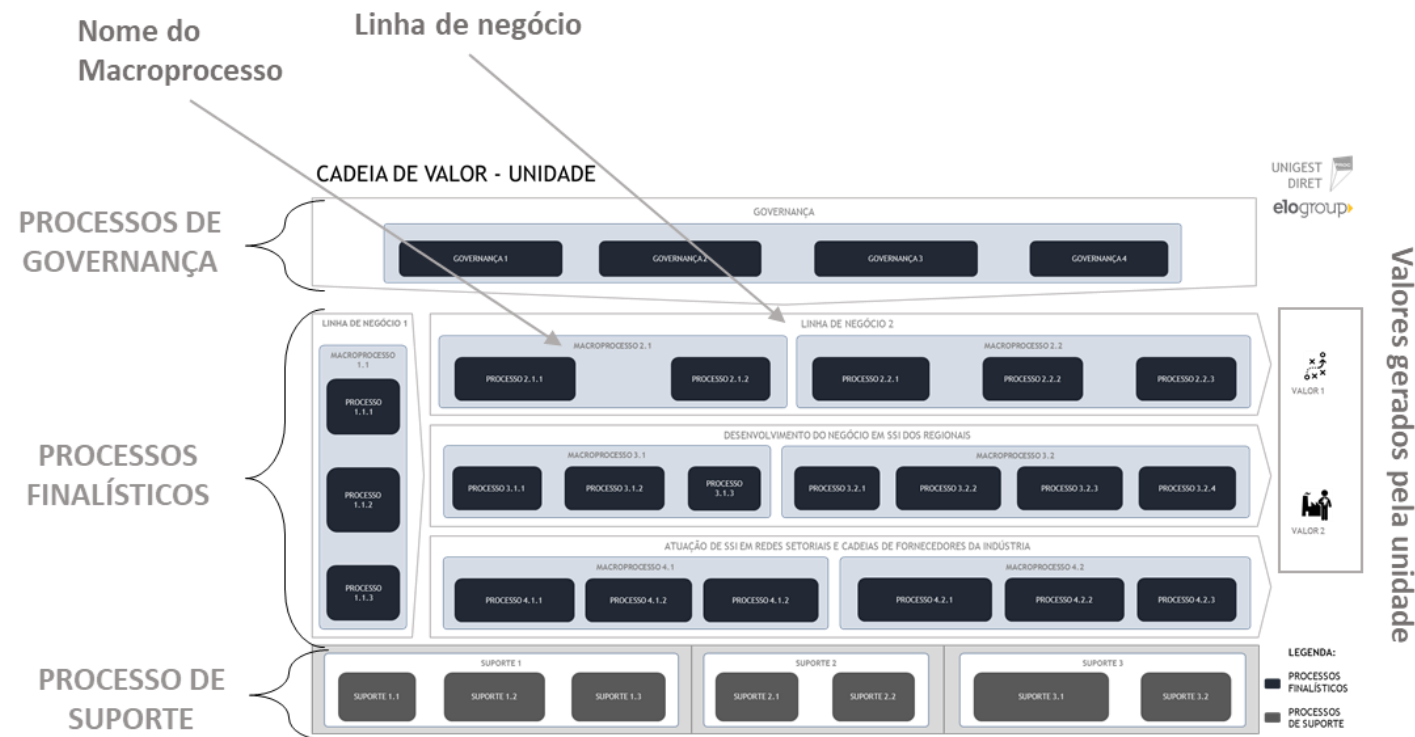 Nome do
Macroprocesso
Linha de negócio
CADEIA DE VALOR - UNIDADE
UNIGEST
DIRET
PROG
elogroup
PROCESSOS DE
GOVERNANÇA
GOVERNANÇA
GOVERNANÇA 1
GOVERNANÇA 2
GOVERNANÇA 3
GOVERNANÇA 4
PROCESSOS
FINALÍSTICOS
LINHA DE NEGÓCIO 1
MACROPROCESSO
1.1
PROCESSO
1.1.1
PROCESSO
1.1.2
PROCESSO
1.1.3
LINHA DE NEGÓCIO 2
MACROPROCESSO 2.1
PROCESSO 2.1.1
PROCESSO 2.1.2
MACROPROCESSO 2.2
PROCESSO 2.2.1
PROCESSO 2.2.2
PROCESSO 2.2.3
DESENVOLVIMENTO DO NEGÓCIO EM SSI DOS REGIONAIS
MACROPROCESSO 3.1
PROCESSO 3.1.1
PROCESSO 3.1.2
PROCESSO
3.1.3
MACROPROCESSO 3.2
PROCESSO 3.2.1
PROCESSO 3.2.2
PROCESSO 3.2.3
PROCESSO 3.2.4
ATUAÇÃO DE SSI EM REDES SETORIAIS E CADEIAS DE FORNECEDORES DA INDÚSTRIA
MACROPROCESSO 4.1
PROCESSO 4.1.1
PROCESSO 4.1.2
PROCESSO 4.1.2
MACROPROCESSO 4.2
PROCESSO 4.2.1
PROCESSO 4.2.2
PROCESSO 4.2.3
VALOR 1
VALOR 2
Valores gerados pela unidade
PROCESSO DE
SUPORTE
SUPORTE 1
SUPORTE 1.1
SUPORTE 1.2
SUPORTE 1.3
SUPORTE 2
SUPORTE 2.1
SUPORTE 2.2
SUPORTE 3
SUPORTE 3.1
SUPORTE 3.2
LEGENDA:
PROCESSOS
FINALÍSTICOS
PROCESSOS
DE SUPORTE